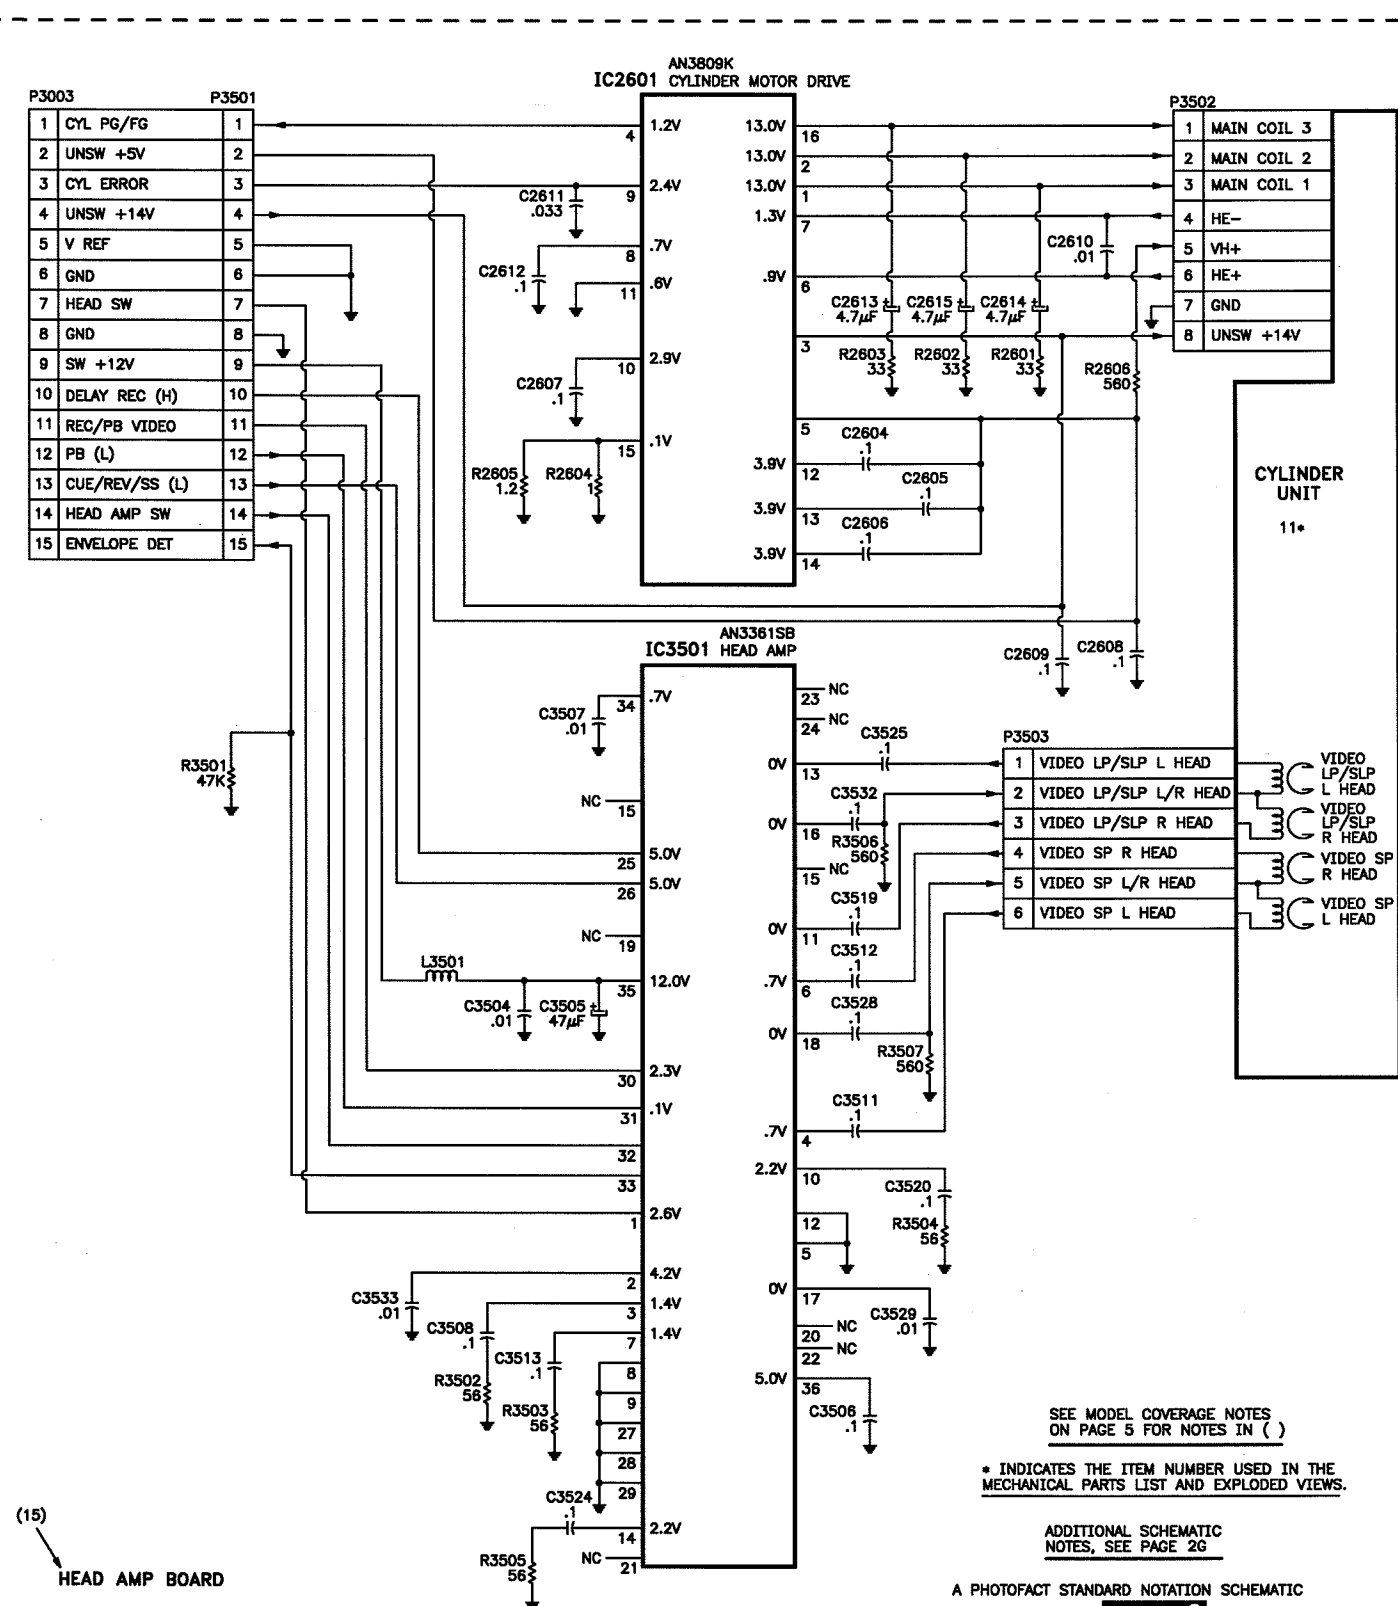 AN3809K
IC2601 CYLINDER MOTOR DRIVE
P3003 P3501
1 CYL PG/FG 1
2 UNSW +5V 2
3 CYL ERROR 3
4 UNSW +14V 4
5 V REF 5
6 GND 6
7 HEAD SW 7
8 GND 8
9 SW +12V 9
10 DELAY REC (H) 10
11 REC/PB VIDEO 11
12 PB (L) 12
13 CUE/REV/SS (L) 13
14 HEAD AMP SW 14
15 ENVELOPE DET 15
4 1.2V
9 2.4V
C2611
.033
8 .7V
C2612
.1
11 .6V
10 2.9V
C2607
.1
15 .1V
R2605
1.2
R2604
1
13.0V 16
13.0V 2
13.0V 1
1.3V 7
.9V 6
3
5
3.9V 12
3.9V 13
3.9V 14
C2610
.01
C2613 +
4.7µF
C2615 +
4.7µF
C2614 +
4.7µF
R2603
33
R2602
33
R2601
33
R2606
560
C2604
.1
C2605
.1
C2606
.1
C2609
.1
C2608
.1
P3502
1 MAIN COIL 3
2 MAIN COIL 2
3 MAIN COIL 1
4 HE-
5 VH+
6 HE+
7 GND
8 UNSW +14V
CYLINDER
UNIT
11*
AN3361SB
IC3501 HEAD AMP
34 .7V
C3507
.01
R3501
47K
NC 15
25 5.0V
26 5.0V
NC 19
L3501
35 12.0V
C3504
.01
C3505 +
47µF
30 2.3V
31 .1V
32
33
1 2.6V
2 4.2V
C3533
.01
3 1.4V
C3508
.1
7 1.4V
C3513
.1
R3502
56
R3503
56
8
9
27
28
29
C3524
.1
14 2.2V
R3505
56
NC 21
23 NC
24 NC
C3525
.1
0V 13
C3532
.1
0V 16
R3506
560
15 NC
C3519
.1
0V 11
C3512
.1
.7V 6
C3528
.1
0V 18
R3507
560
C3511
.1
.7V 4
2.2V 10
C3520
.1
R3504
56
12
5
0V 17
C3529
.01
20 NC
22 NC
5.0V 36
C3506
.1
P3503
1 VIDEO LP/SLP L HEAD
2 VIDEO LP/SLP L/R HEAD
3 VIDEO LP/SLP R HEAD
4 VIDEO SP R HEAD
5 VIDEO SP L/R HEAD
6 VIDEO SP L HEAD
VIDEO
LP/SLP
L HEAD
VIDEO
LP/SLP
R HEAD
VIDEO SP
R HEAD
VIDEO SP
L HEAD
SEE MODEL COVERAGE NOTES
ON PAGE 5 FOR NOTES IN ( )
* INDICATES THE ITEM NUMBER USED IN THE
MECHANICAL PARTS LIST AND EXPLODED VIEWS.
ADDITIONAL SCHEMATIC
NOTES, SEE PAGE 2G
A PHOTOFACT STANDARD NOTATION SCHEMATIC
(15)
HEAD AMP BOARD